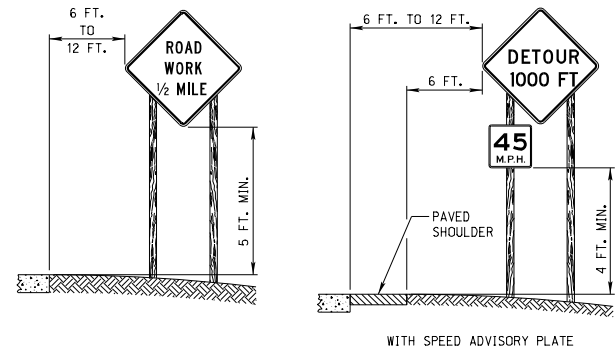 6 FT.
TO
12 FT.
ROAD
WORK
½ MILE
5 FT. MIN.
6 FT. TO 12 FT.
6 FT.
DETOUR
1000 FT
45
M.P.H.
PAVED
SHOULDER
4 FT. MIN.
WITH SPEED ADVISORY PLATE